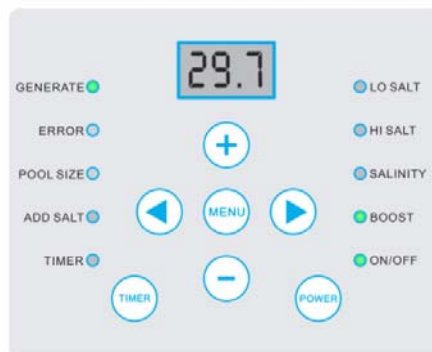 29.7
GENERATE
LO SALT
ERROR
+
HI SALT
POOL SIZE
SALINITY
ADD SALT
MENU
BOOST
TIMER
−
ON/OFF
TIMER
POWER